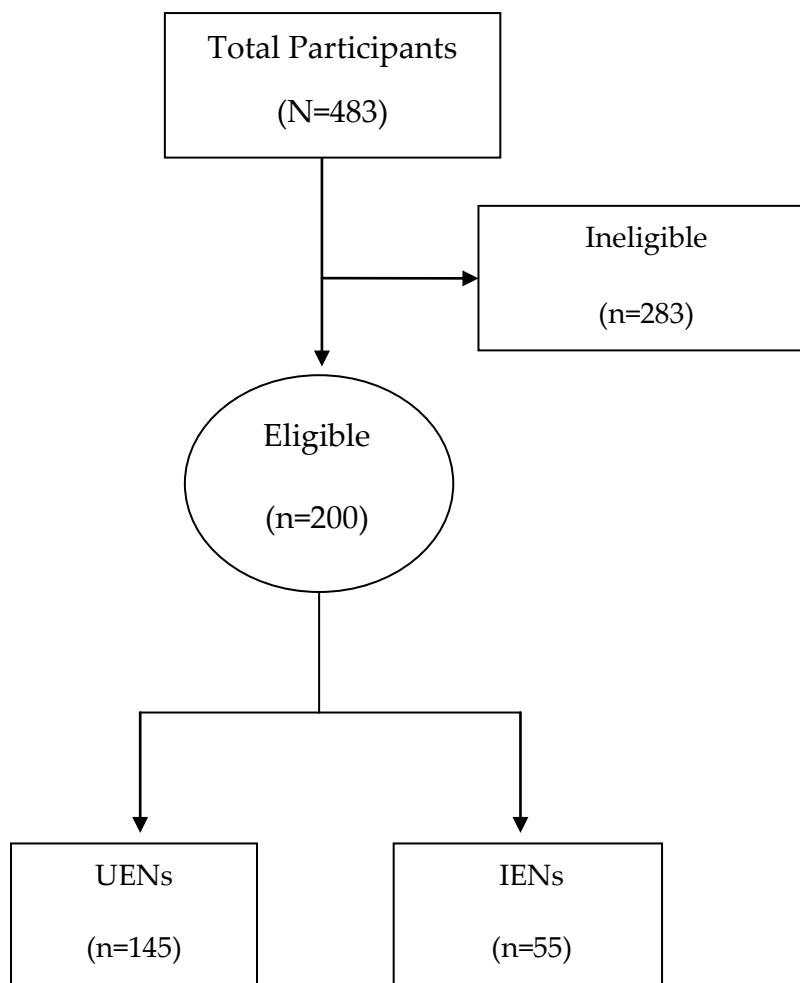 Total Participants
(N=483)
Ineligible
(n=283)
Eligible
(n=200)
UENs
(n=145)
IENs
(n=55)